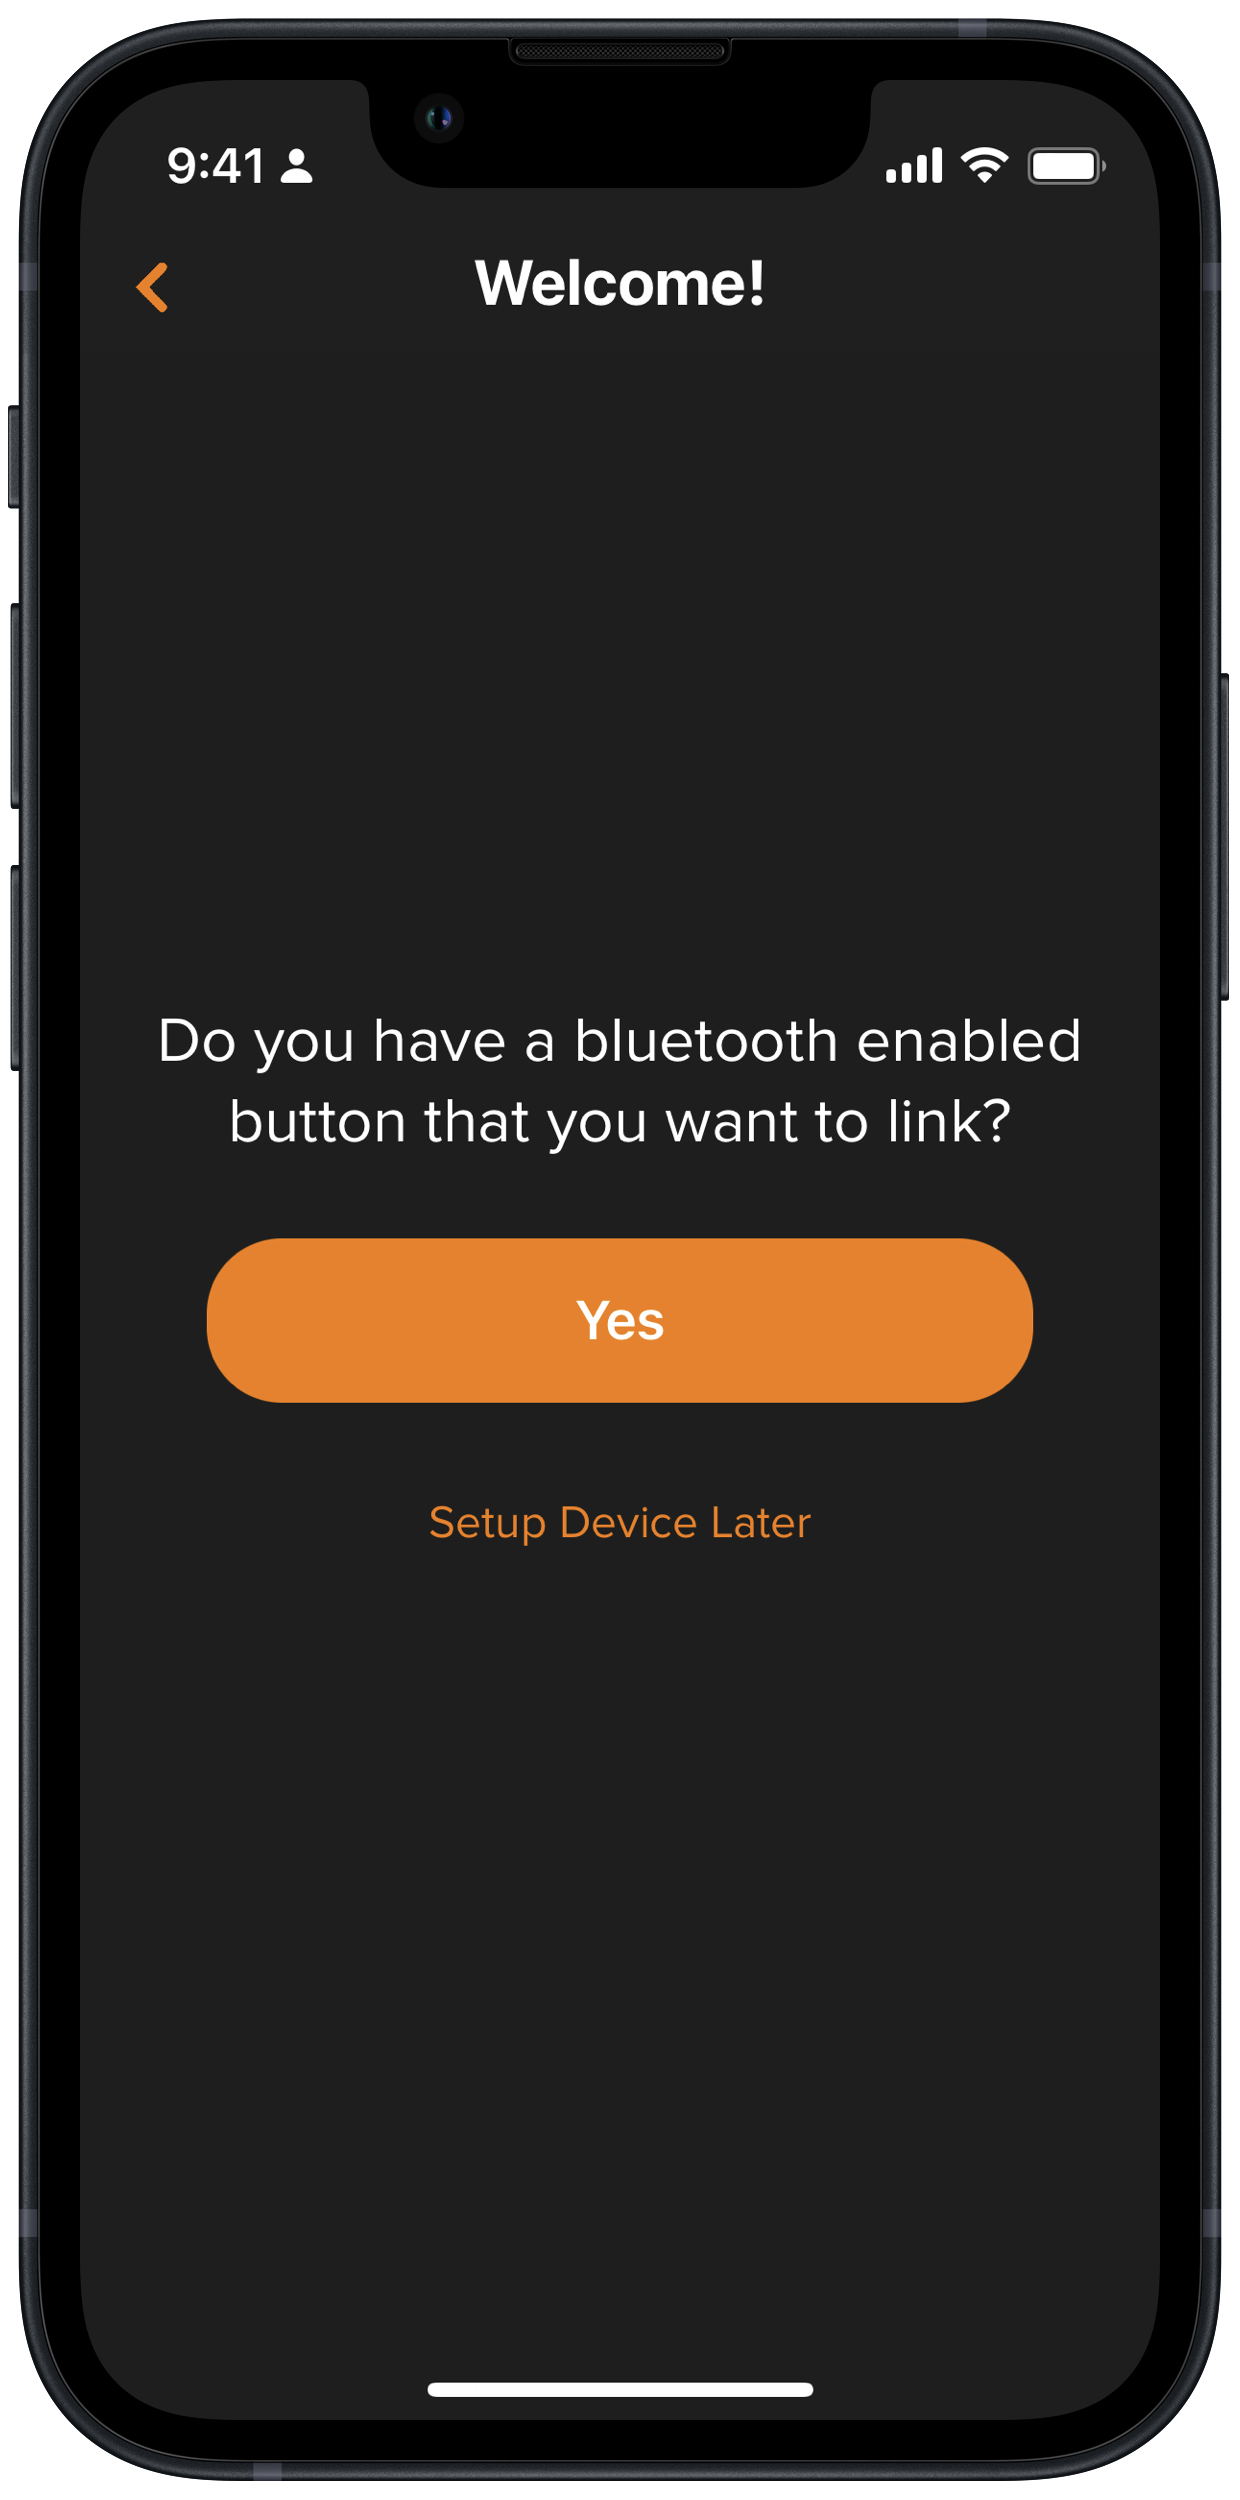 9:41
Welcome!
Do you have a bluetooth enabled
button that you want to link?
Yes
Setup Device Later